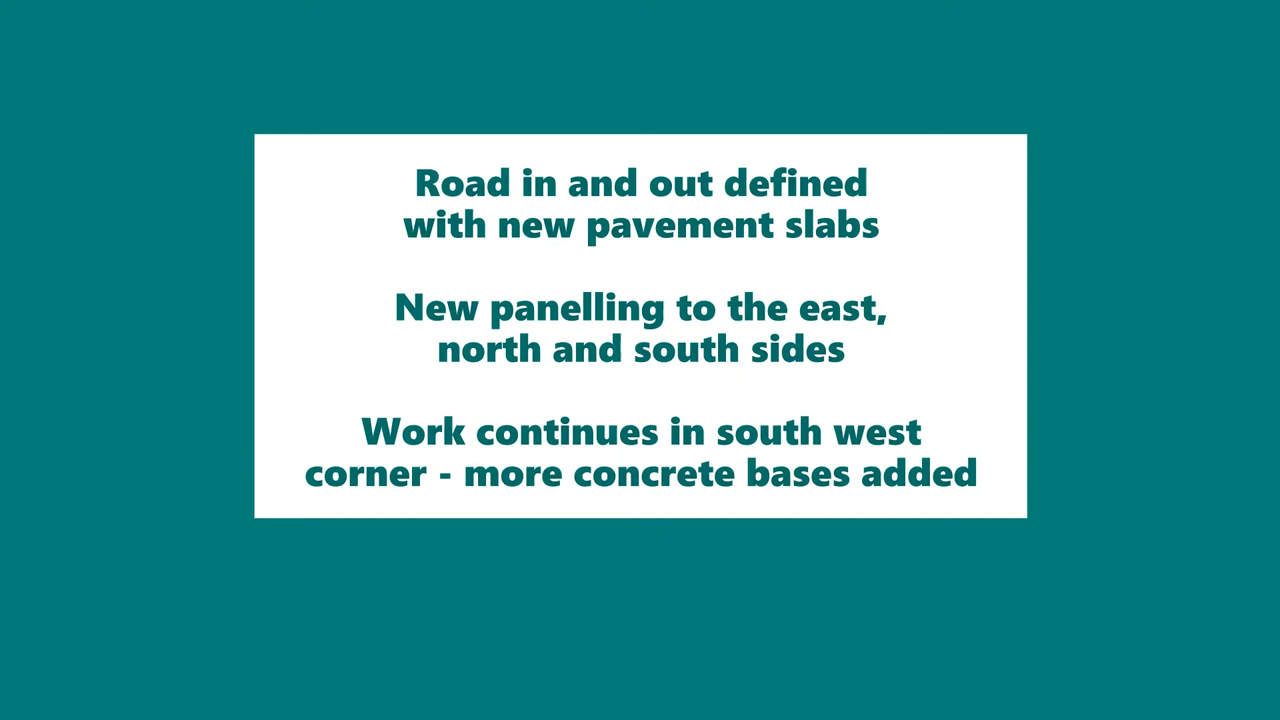 Road in and out defined
with new pavement slabs
New panelling to the east,
north and south sides
Work continues in south west
corner - more concrete bases added